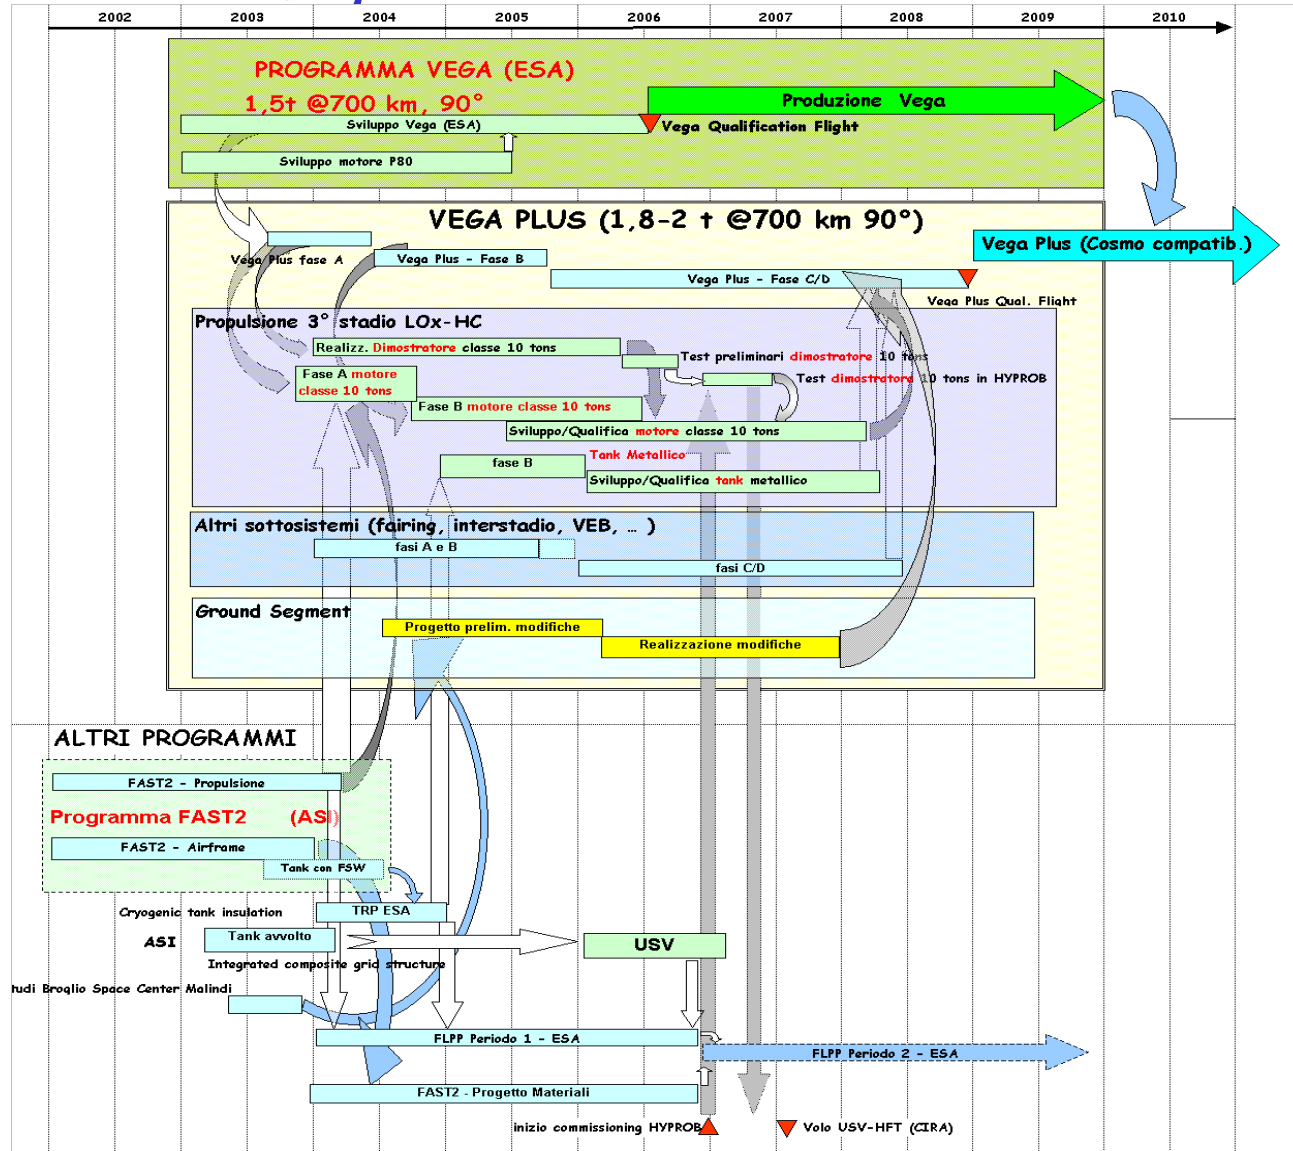 2002 2003 2004 2005 2006 2007 2008 2009 2010
PROGRAMMA VEGA (ESA)
1,5t @700 km, 90°
Produzione Vega
Sviluppo Vega (ESA)
Vega Qualification Flight
Sviluppo motore P80
VEGA PLUS (1,8-2 t @700 km 90°)
Vega Plus (Cosmo compatib.)
Vega Plus fase A
Vega Plus - Fase B
Vega Plus - Fase C/D
Vega Plus Qual. Flight
Propulsione 3° stadio LOx-HC
Realizz. Dimostratore classe 10 tons
Test preliminari dimostratore 10 tons
Fase A motore
classe 10 tons
Test dimostratore 10 tons in HYPROB
Fase B motore classe 10 tons
Sviluppo/Qualifica motore classe 10 tons
Tank Metallico
fase B
Sviluppo/Qualifica tank metallico
Altri sottosistemi (fairing, interstadio, VEB, … )
fasi A e B
fasi C/D
Ground Segment
Progetto prelim. modifiche
Realizzazione modifiche
ALTRI PROGRAMMI
FAST2 - Propulsione
Programma FAST2 (ASI)
FAST2 - Airframe
Tank con FSW
Cryogenic tank insulation
TRP ESA
ASI
Tank avvolto
USV
Integrated composite grid structure
tudi Broglio Space Center Malindi
FLPP Periodo 1 - ESA
FLPP Periodo 2 - ESA
FAST2 - Progetto Materiali
inizio commissioning HYPROB
Volo USV-HFT (CIRA)